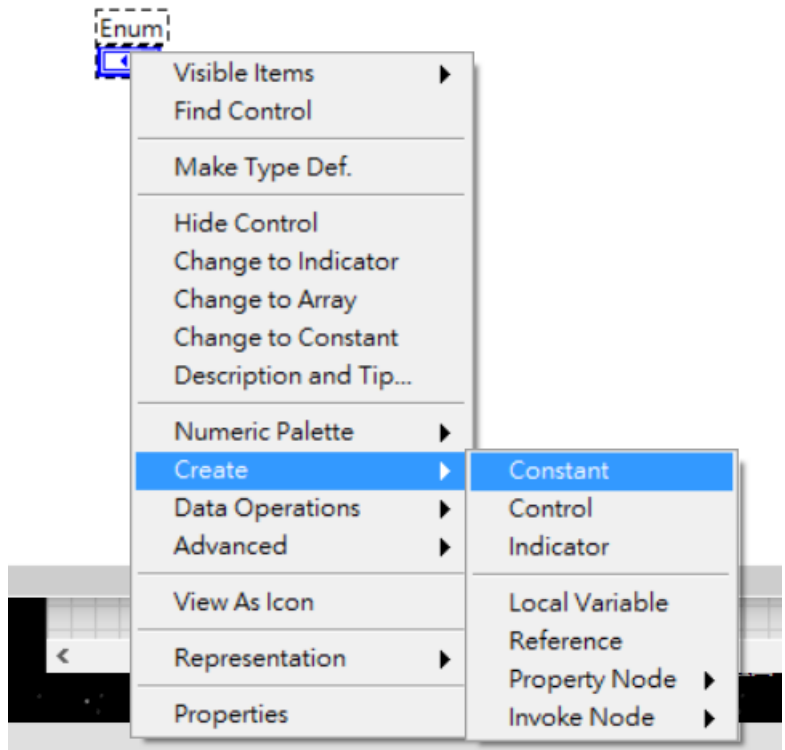 Enum
Visible Items
Find Control
Make Type Def.
Hide Control
Change to Indicator
Change to Array
Change to Constant
Description and Tip...
Numeric Palette
Create
Data Operations
Advanced
View As Icon
Representation
Properties
Constant
Control
Indicator
Local Variable
Reference
Property Node
Invoke Node